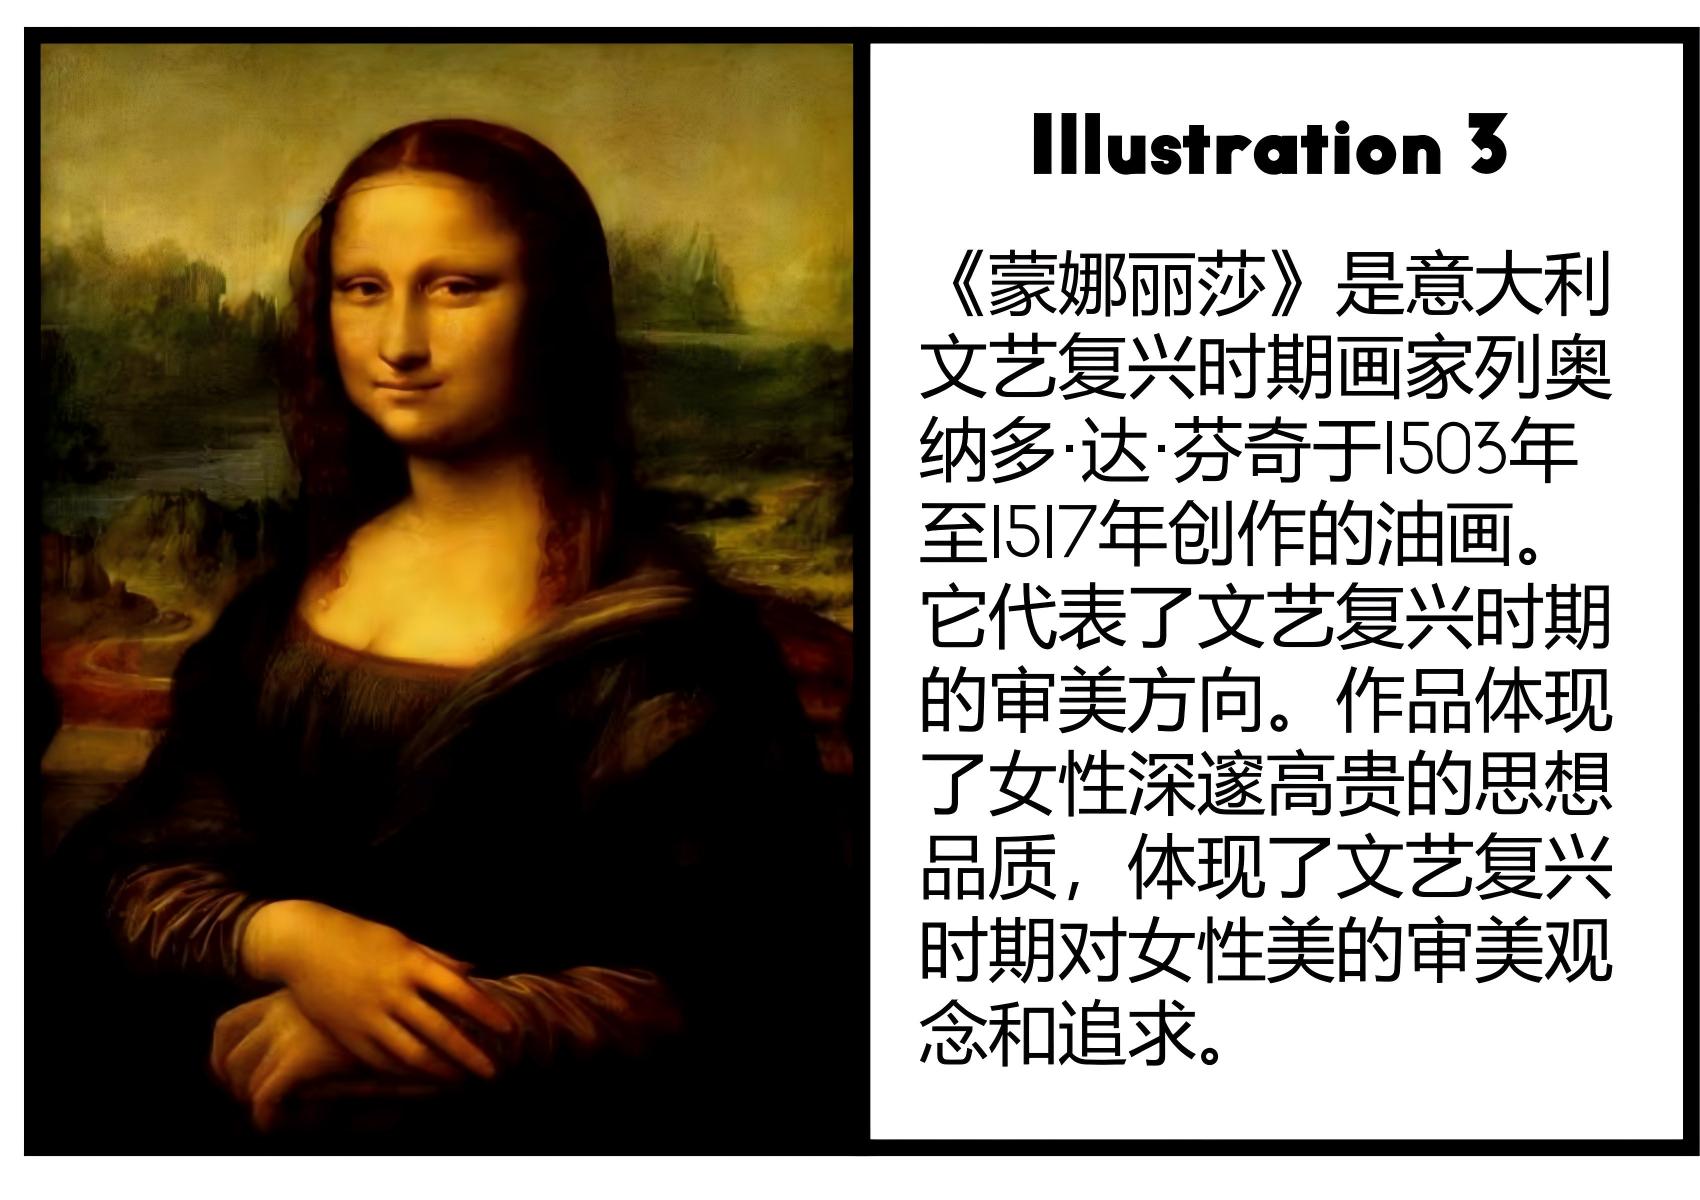 Illustration 3
《蒙娜丽莎》是意大利
文艺复兴时期画家列奥
纳多·达·芬奇于1503年
至1517年创作的油画。
它代表了文艺复兴时期
的审美方向。作品体现
了女性深邃高贵的思想
品质，体现了文艺复兴
时期对女性美的审美观
念和追求。